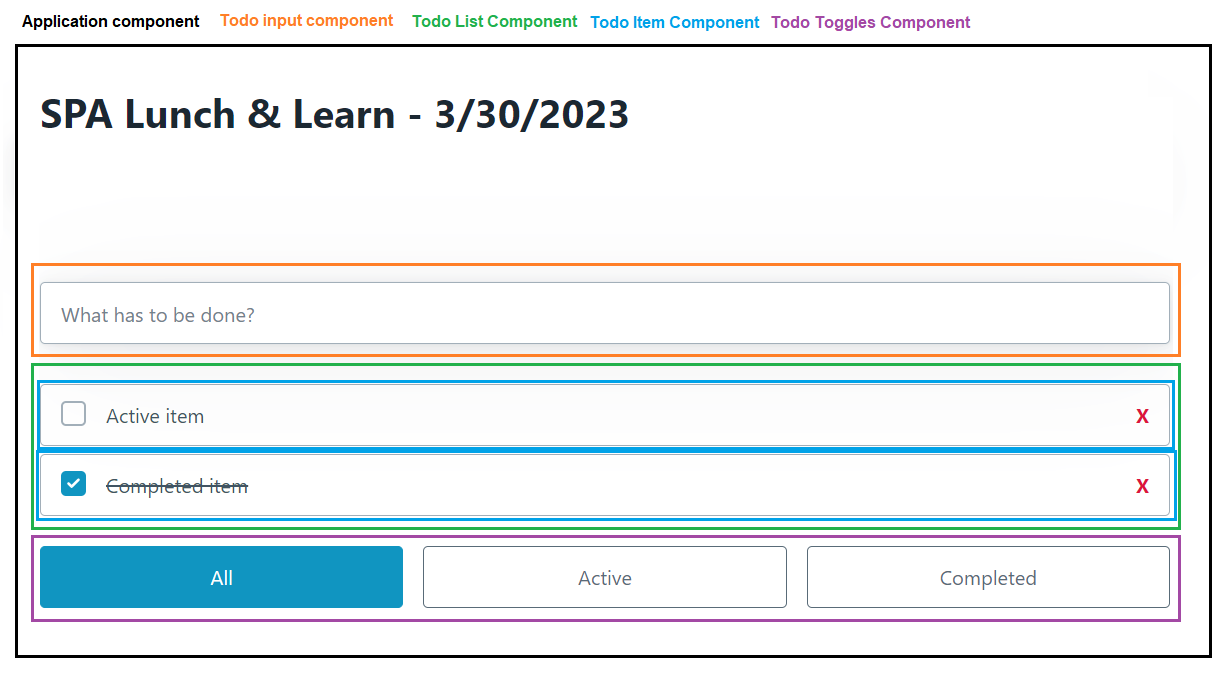 Application component Todo input component Todo List Component Todo Item Component Todo Toggles Component
SPA Lunch & Learn - 3/30/2023
What has to be done?
Active item X
Completed item X
All Active Completed